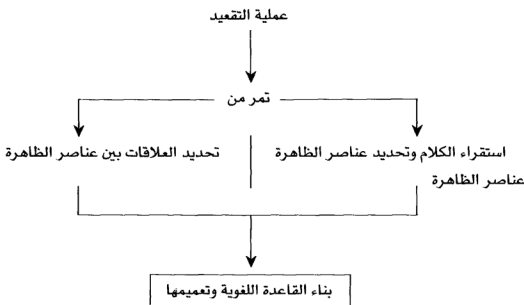 عملية التقعيد
تمر من
استقراء الكلام وتحديد عناصر الظاهرة
عناصر الظاهرة
تحديد العلاقات بين عناصر الظاهرة
بناء القاعدة اللغوية وتعميمها